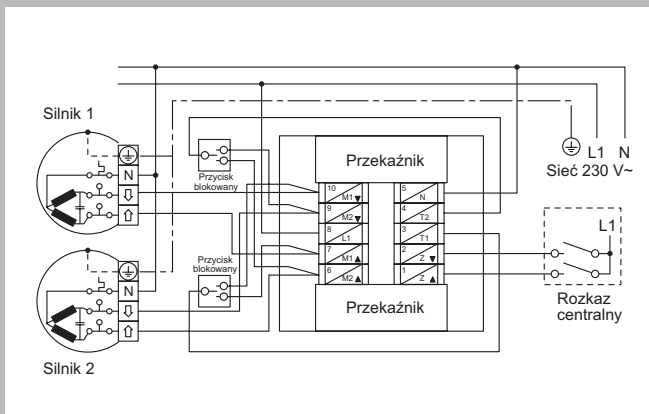 Silnik 1
N
Przycisk
blokowany
Przekaźnik
10 M1▼
9 M2▼
8 L1
7 M1▲
6 M2▲
5 N
4 T2
3 T1
2 Z▼
1 Z▲
Przekaźnik
L1 N
Sieć 230 V~
L1
Rozkaz
centralny
Przycisk
blokowany
N
Silnik 2